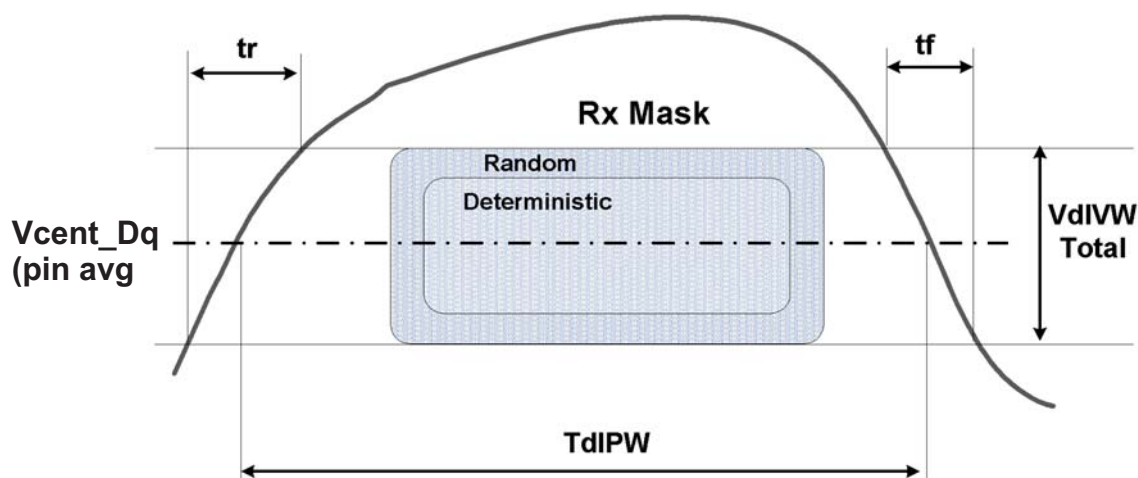 tr
tf
Rx Mask
Random
Deterministic
Vcent_Dq
(pin avg
VdIVW
Total
TdIPW